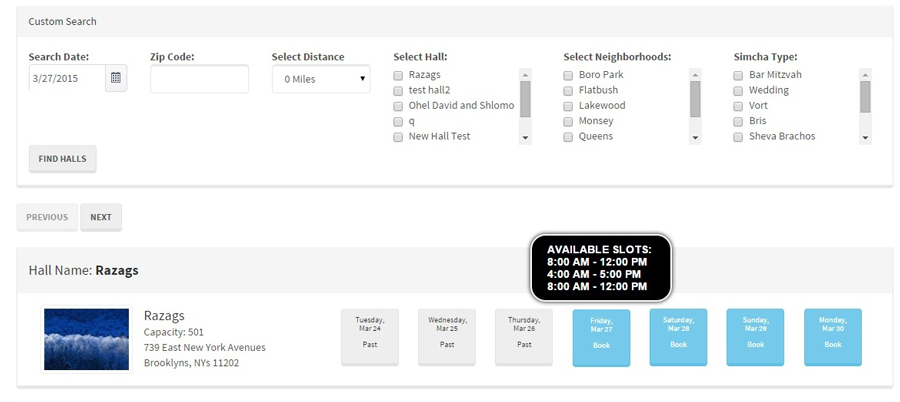 Custom Search
Search Date: Zip Code: Select Distance Select Hall: Select Neighborhoods: Simcha Type:
3/27/2015 0 Miles
Razags
test hall2
Ohel David and Shlomo
q
New Hall Test
Boro Park
Flatbush
Lakewood
Monsey
Queens
Bar Mitzvah
Wedding
Vort
Bris
Sheva Brachos
FIND HALLS
PREVIOUS NEXT
AVAILABLE SLOTS:
8:00 AM - 12:00 PM
4:00 AM - 5:00 PM
8:00 AM - 12:00 PM
Hall Name: Razags
Razags
Capacity: 501
739 East New York Avenues
Brooklyns, NYs 11202
Tuesday,
Mar 24
Past
Wednesday,
Mar 25
Past
Thursday,
Mar 26
Past
Friday,
Mar 27
Book
Saturday,
Mar 28
Book
Sunday,
Mar 29
Book
Monday,
Mar 30
Book